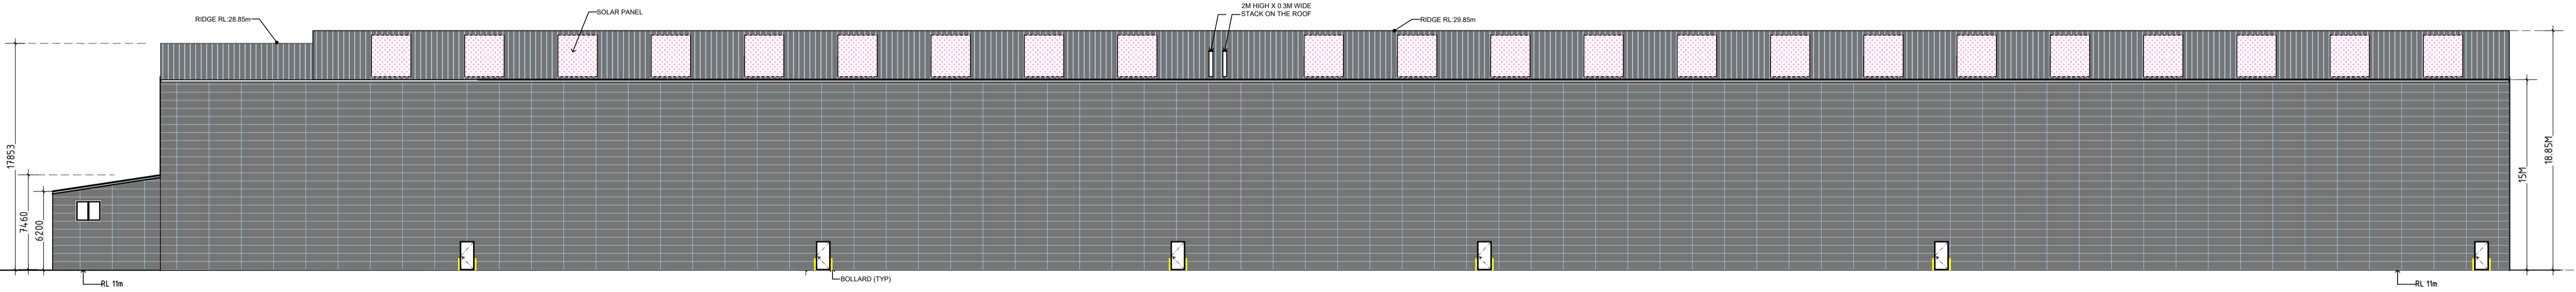 2M HIGH X 0.3M WIDE
STACK ON THE ROOF
SOLAR PANEL
RIDGE RL:28.85m
RIDGE RL:29.85m
17853
7460
6200
15M
18.85M
BOLLARD (TYP)
RL 11m
RL 11m